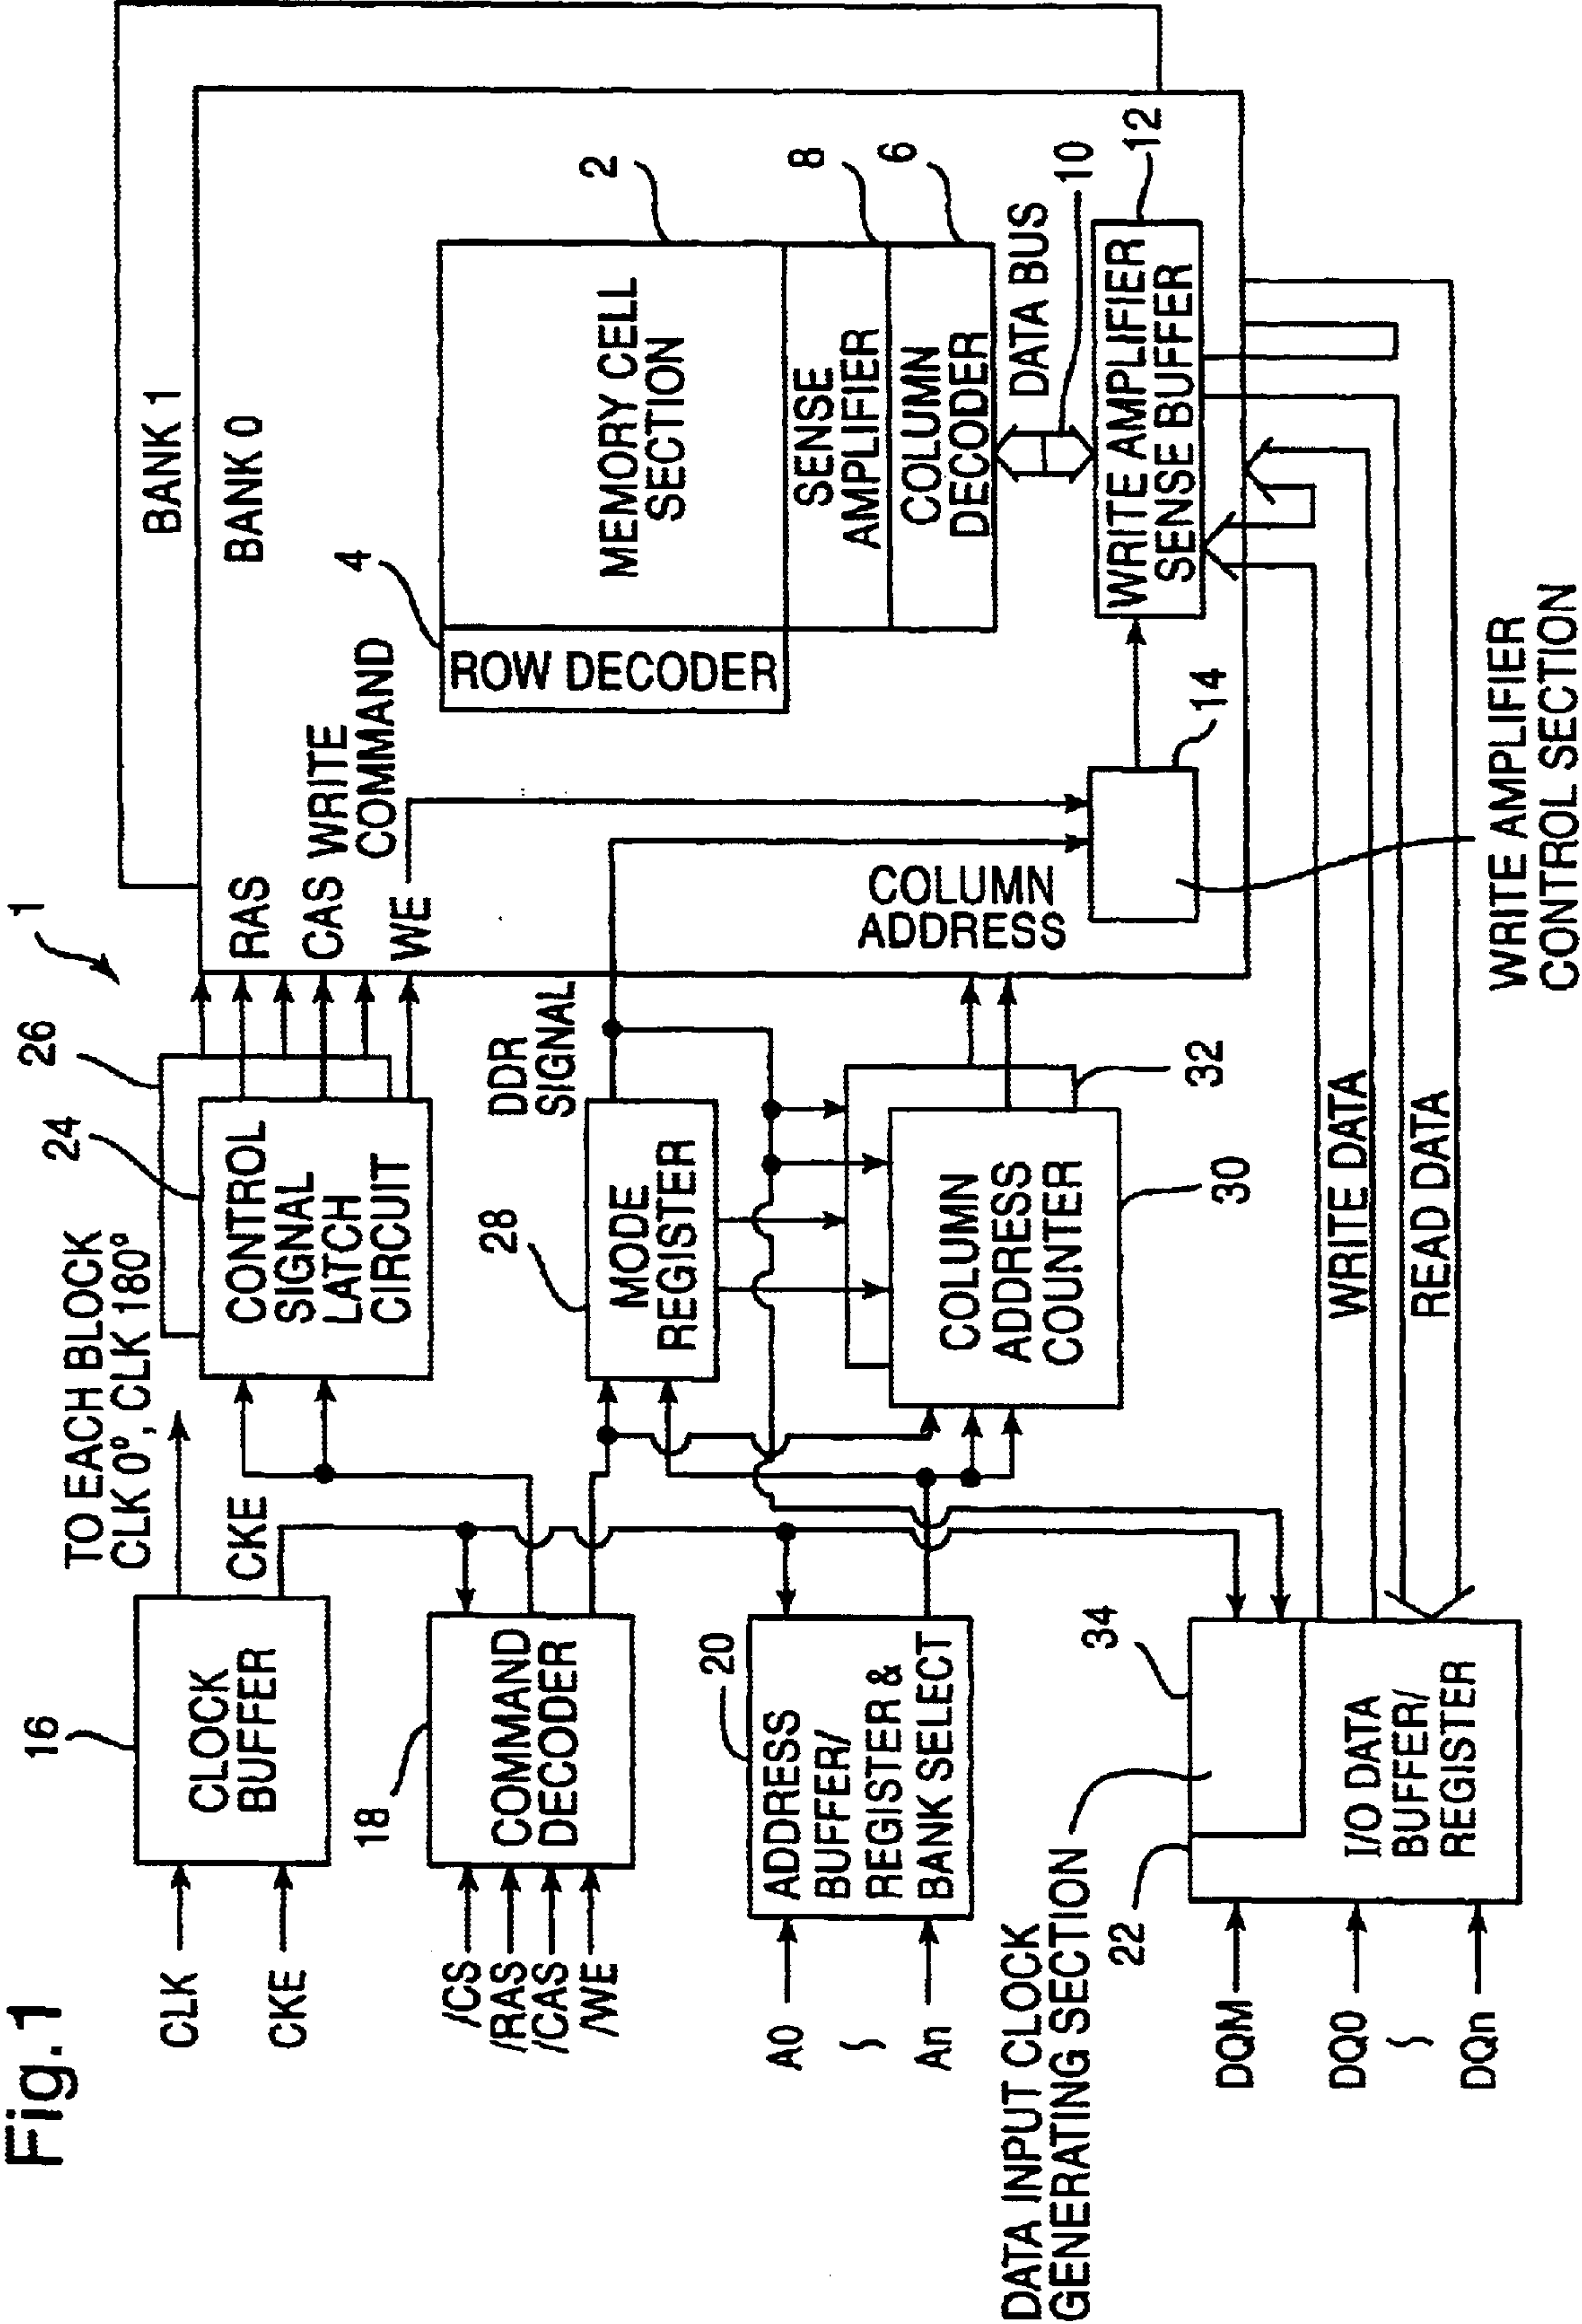 Fig. 1
1
CLK
CKE
16
CLOCK
BUFFER
TO EACH BLOCK
CLK 0°, CLK 180°
CKE
24
26
CONTROL
SIGNAL
LATCH
CIRCUIT
RAS
CAS
WE
WRITE
COMMAND
BANK 1
BANK 0
/CS
/RAS
/CAS
/WE
18
COMMAND
DECODER
28
MODE
REGISTER
DDR
SIGNAL
4
ROW DECODER
MEMORY CELL
SECTION
2
SENSE
AMPLIFIER
8
COLUMN
DECODER
6
A0
~
An
20
ADDRESS
BUFFER/
REGISTER &
BANK SELECT
COLUMN
ADDRESS
COUNTER
30
32
COLUMN
ADDRESS
DATA BUS
10
WRITE AMPLIFIER
SENSE BUFFER
12
14
WRITE AMPLIFIER
CONTROL SECTION
DATA INPUT CLOCK
GENERATING SECTION
22
34
DQM
DQ0
~
DQn
I/O DATA
BUFFER/
REGISTER
WRITE DATA
READ DATA